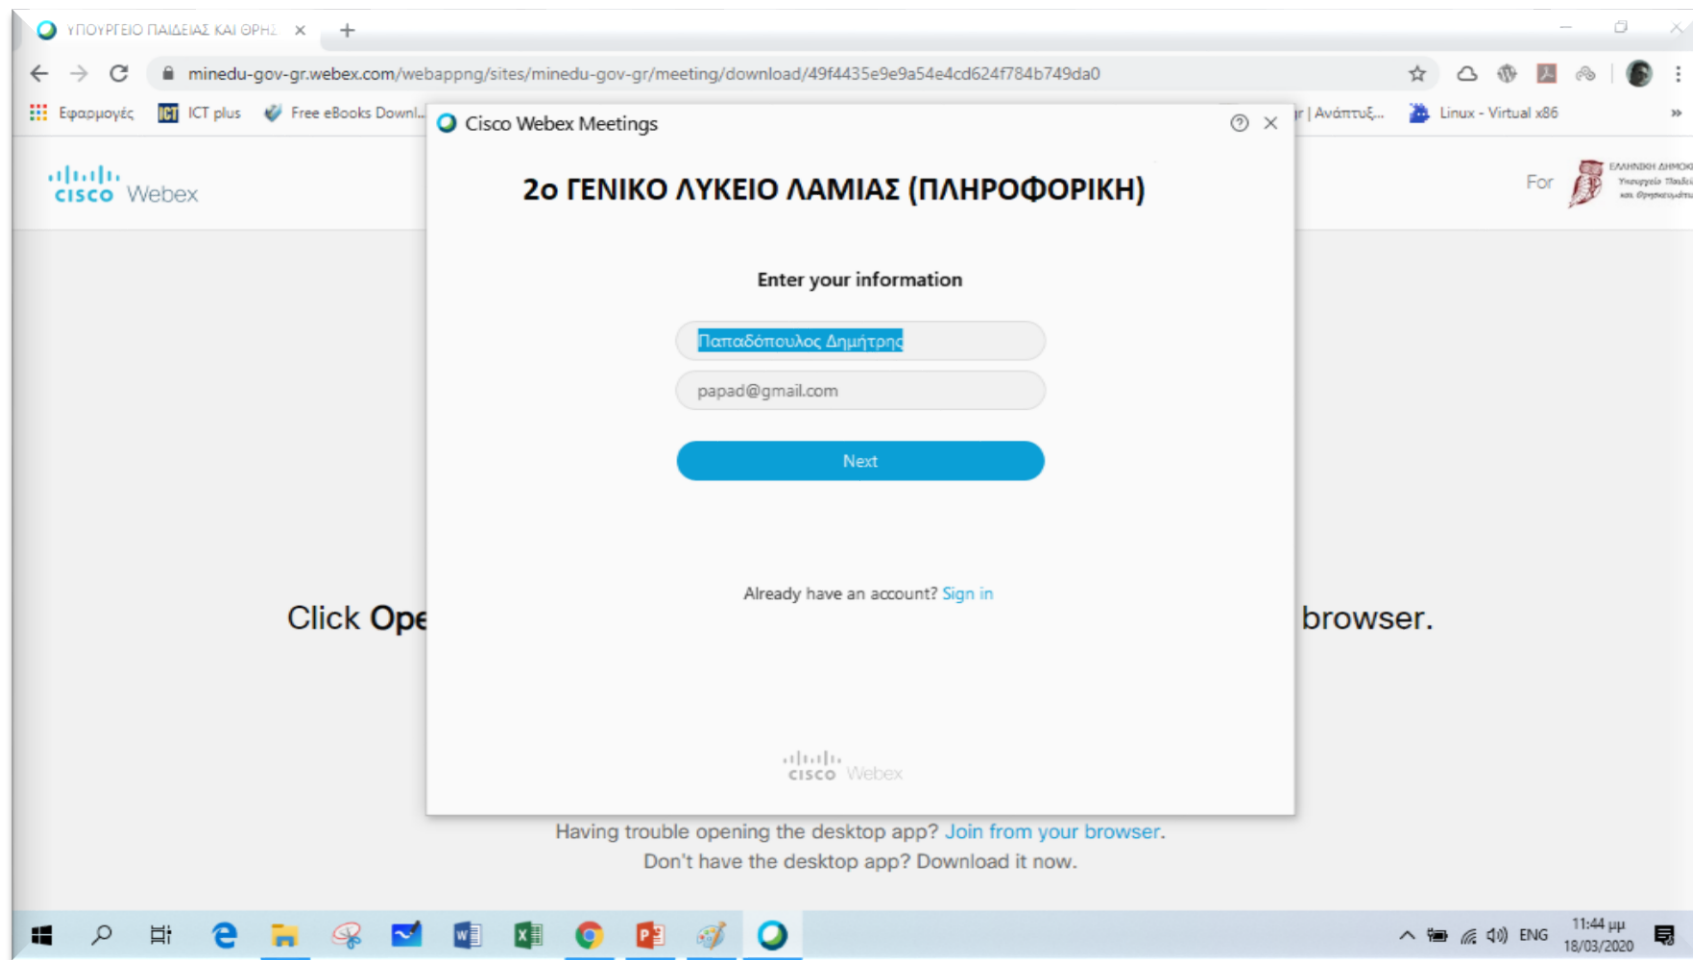 ΥΠΟΥΡΓΕΙΟ ΠΑΙΔΕΙΑΣ ΚΑΙ ΘΡΗΣ
minedu-gov-gr.webex.com/webappng/sites/minedu-gov-gr/meeting/download/49f4435e9e9a54e4cd624f784b749da0
Εφαρμογές ICT plus Free eBooks Downl... r | Ανάπτυξ... Linux - Virtual x86 »
Cisco Webex Meetings
CISCO Webex
For
ΕΛΛΗΝΙΚΗ ΔΗΜΟΚ
2ο ΓΕΝΙΚΟ ΛΥΚΕΙΟ ΛΑΜΙΑΣ (ΠΛΗΡΟΦΟΡΙΚΗ)
Enter your information
Παπαδόπουλος Δημήτρης
papad@gmail.com
Next
Already have an account? Sign in
Click Ope browser.
CISCO Webex
Having trouble opening the desktop app? Join from your browser.
Don't have the desktop app? Download it now.
ENG
11:44 μμ
18/03/2020